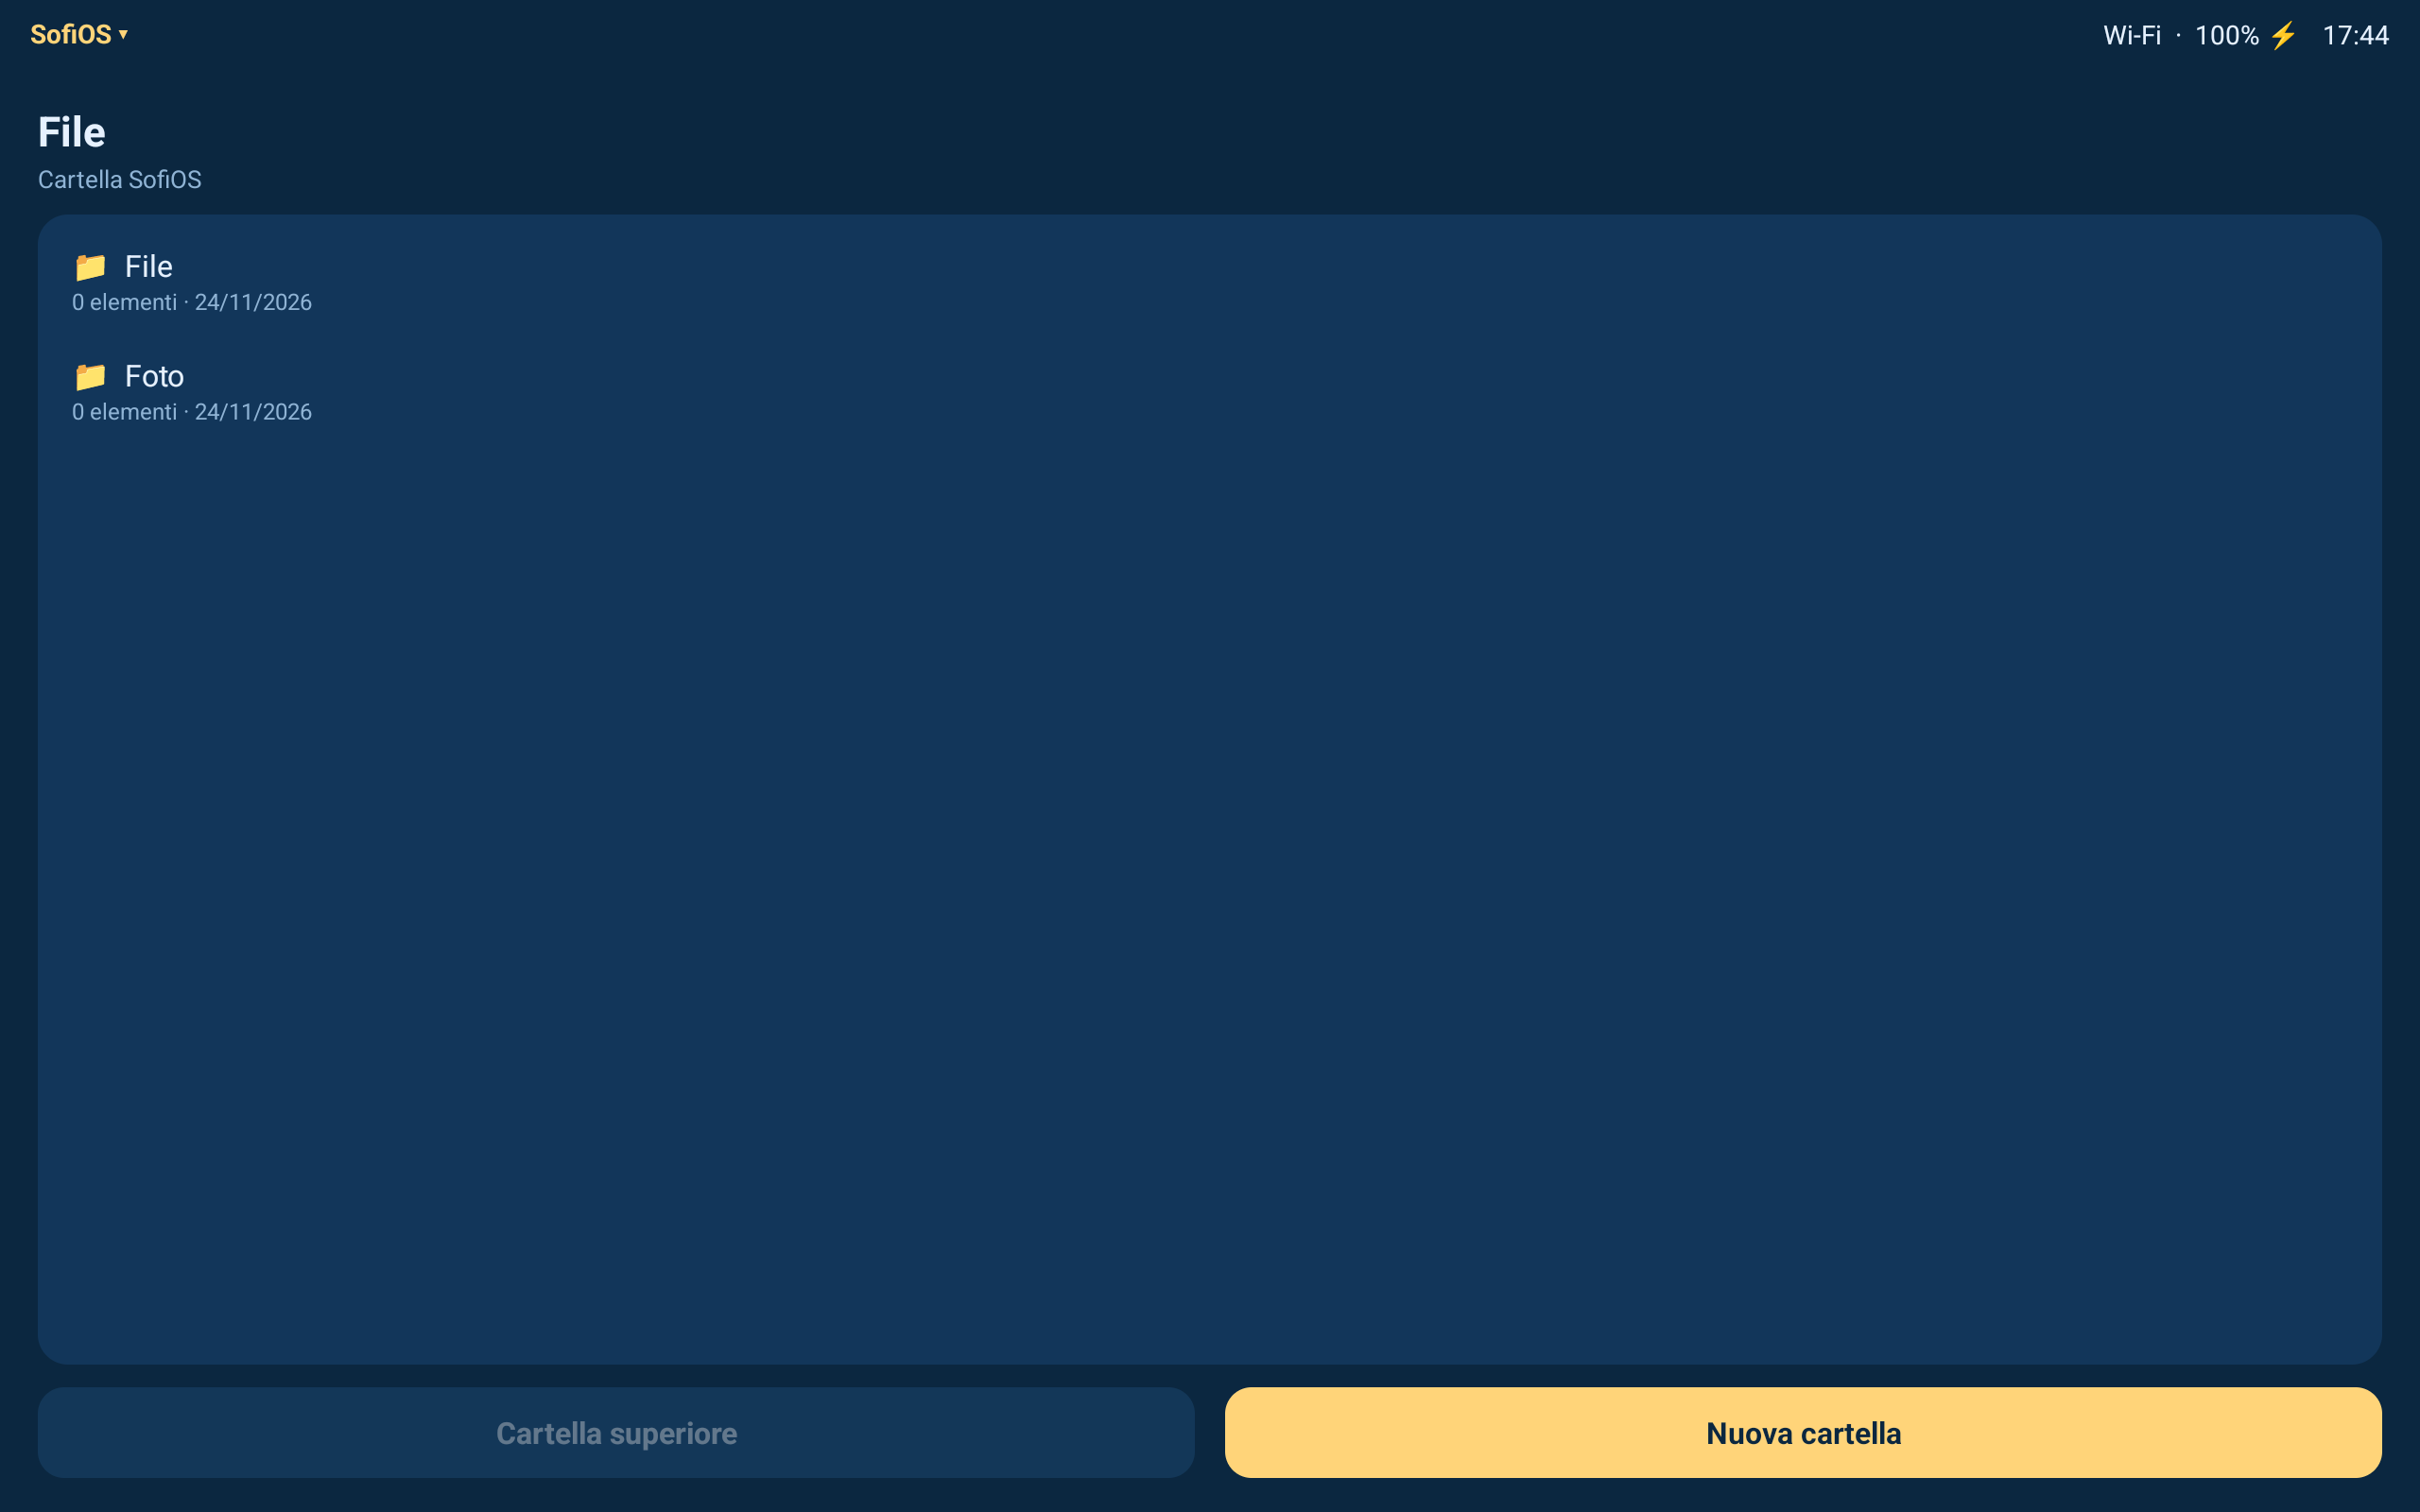 SofiOS ▾
Wi-Fi · 100% ⚡ 17:44
File
Cartella SofiOS
📁 File
0 elementi · 24/11/2026
📁 Foto
0 elementi · 24/11/2026
Cartella superiore
Nuova cartella